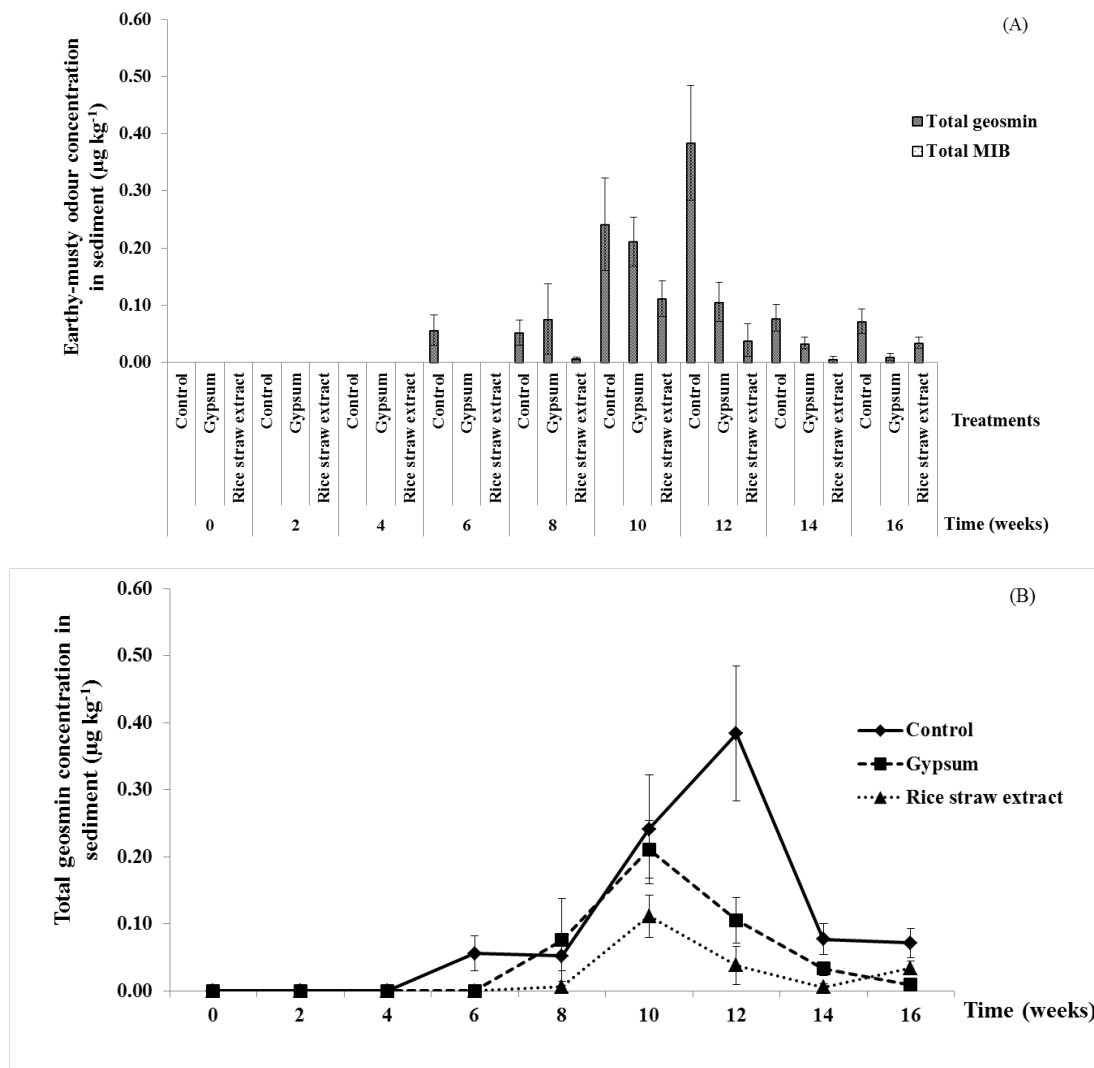 (A)
Earthy-musty odour concentration
in sediment (µg kg-1)
0.60
0.50
0.40
0.30
0.20
0.10
0.00
Total geosmin
Total MIB
Control
Gypsum
Rice straw extract
Control
Gypsum
Rice straw extract
Control
Gypsum
Rice straw extract
Control
Gypsum
Rice straw extract
Control
Gypsum
Rice straw extract
Control
Gypsum
Rice straw extract
Control
Gypsum
Rice straw extract
Control
Gypsum
Rice straw extract
Control
Gypsum
Rice straw extract
Treatments
0 2 4 6 8 10 12 14 16 Time (weeks)
(B)
Total geosmin concentration in
sediment (µg kg-1)
0.60
0.50
0.40
0.30
0.20
0.10
0.00
Control
Gypsum
Rice straw extract
0 2 4 6 8 10 12 14 16 Time (weeks)